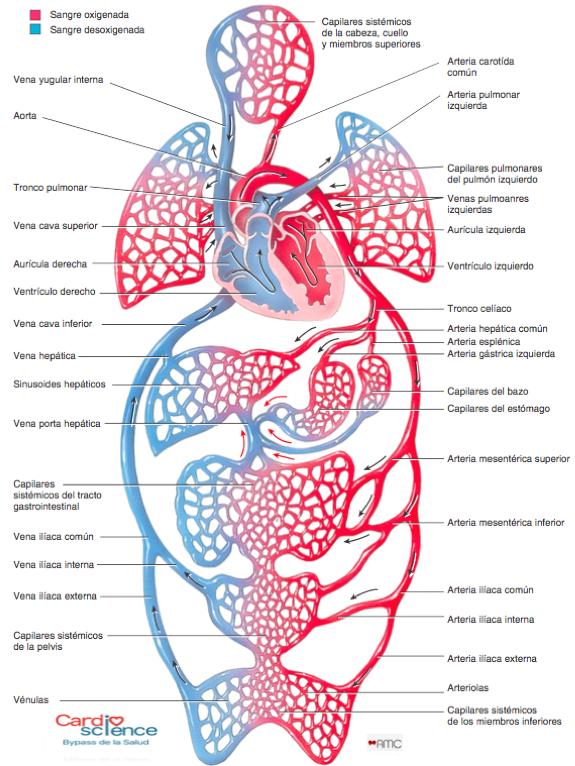 Sangre oxigenada
Sangre desoxigenada
Capilares sistémicos
de la cabeza, cuello
y miembros superiores
Vena yugular interna
Aorta
Tronco pulmonar
Vena cava superior
Aurícula derecha
Ventrículo derecho
Vena cava inferior
Vena hepática
Sinusoides hepáticos
Vena porta hepática
Capilares
sistémicos del tracto
gastrointestinal
Vena ilíaca común
Vena ilíaca interna
Vena ilíaca externa
Capilares sistémicos
de la pelvis
Vénulas
Arteria carotída
común
Arteria pulmonar
izquierda
Capilares pulmonares
del pulmón izquierdo
Venas pulmoanres
izquierdas
Aurícula izquierda
Ventrículo izquierdo
Tronco celíaco
Arteria hepática común
Arteria esplénica
Arteria gástrica izquierda
Capilares del bazo
Capilares del estómago
Arteria mesentérica superior
Arteria mesentérica inferior
Arteria ilíaca común
Arteria ilíaca interna
Arteria ilíaca externa
Arteriolas
Capilares sistémicos
de los miembros inferiores
Cardio
science
Bypass de la Salud
AMC